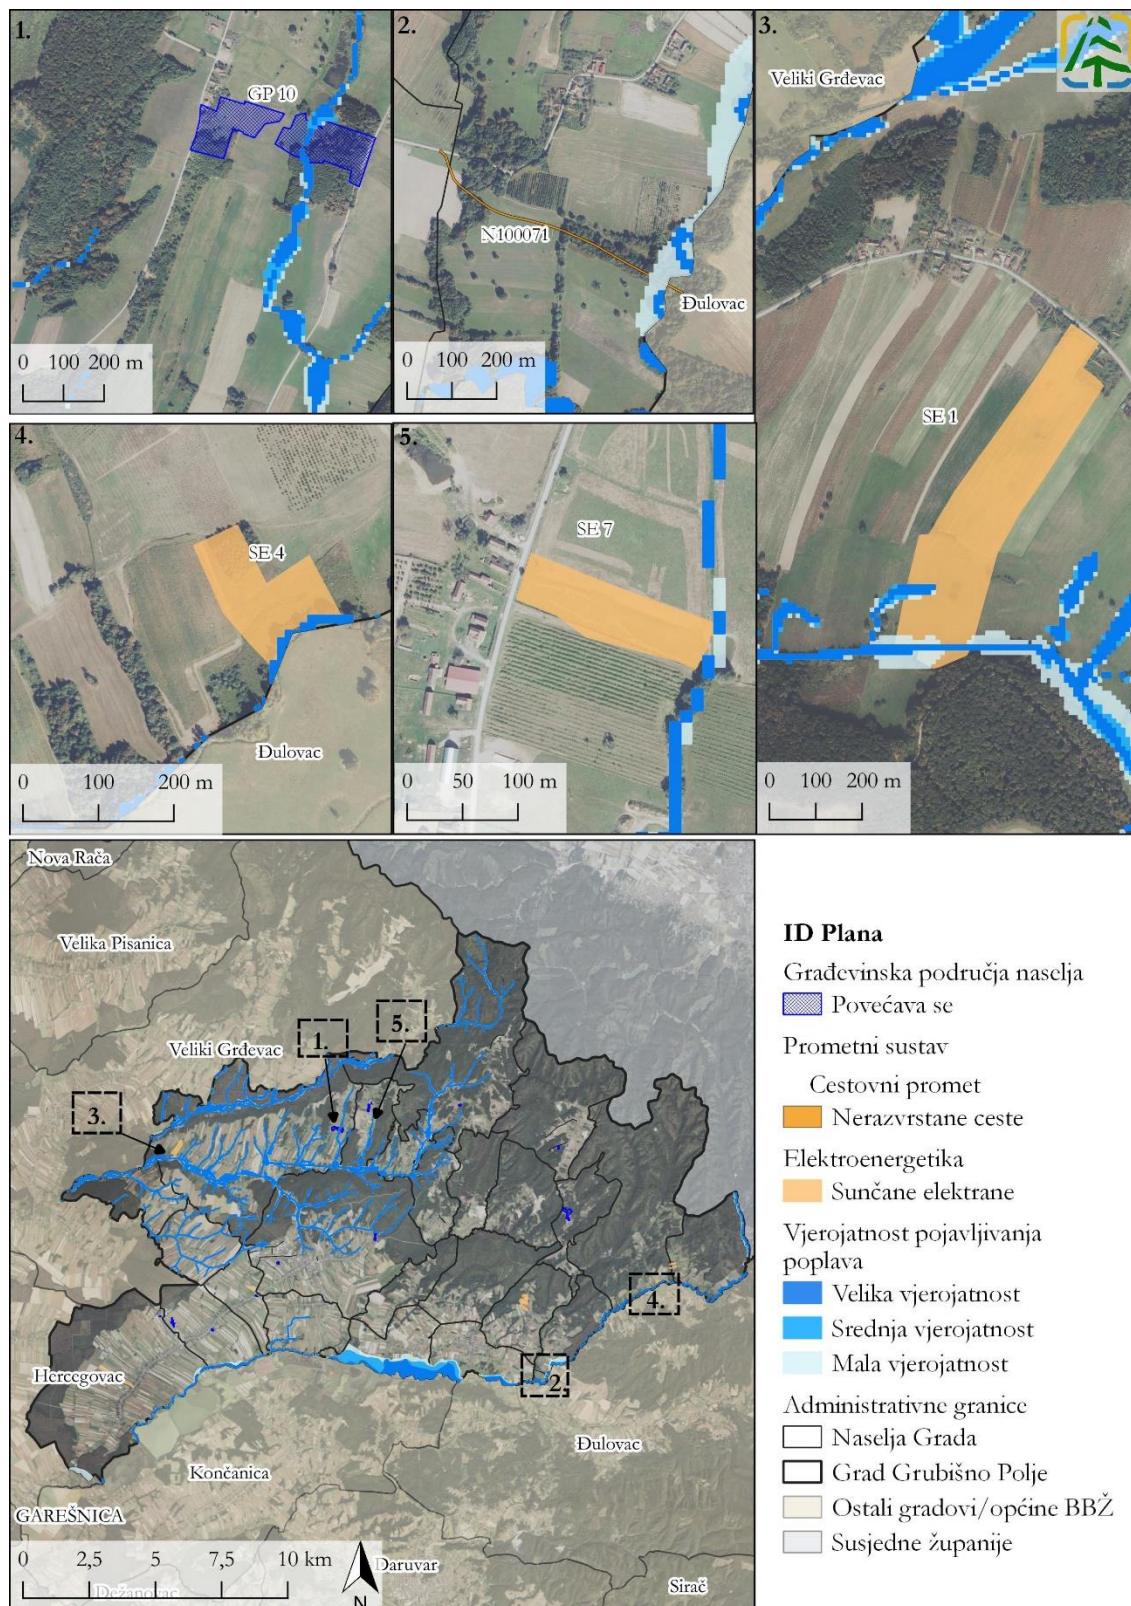 1.
GP 10
0 100 200 m
2.
N100071
Đulovac
0 100 200 m
3.
Veliki Grđevac
SE 1
0 100 200 m
4.
SE 4
Đulovac
0 100 200 m
5.
SE 7
0 50 100 m
Nova Rača
Velika Pisanica
Veliki Grđevac
1.
5.
3.
4.
2.
Hercegovac
Đulovac
Končanica
GAREŠNICA
Daruvar
Dežanovac
Sirač
0 2,5 5 7,5 10 km
N
ID Plana
Građevinska područja naselja
Povećava se
Prometni sustav
Cestovni promet
Nerazvrstane ceste
Elektroenergetika
Sunčane elektrane
Vjerojatnost pojavljivanja
poplava
Velika vjerojatnost
Srednja vjerojatnost
Mala vjerojatnost
Administrativne granice
Naselja Grada
Grad Grubišno Polje
Ostali gradovi/općine BBŽ
Susjedne županije